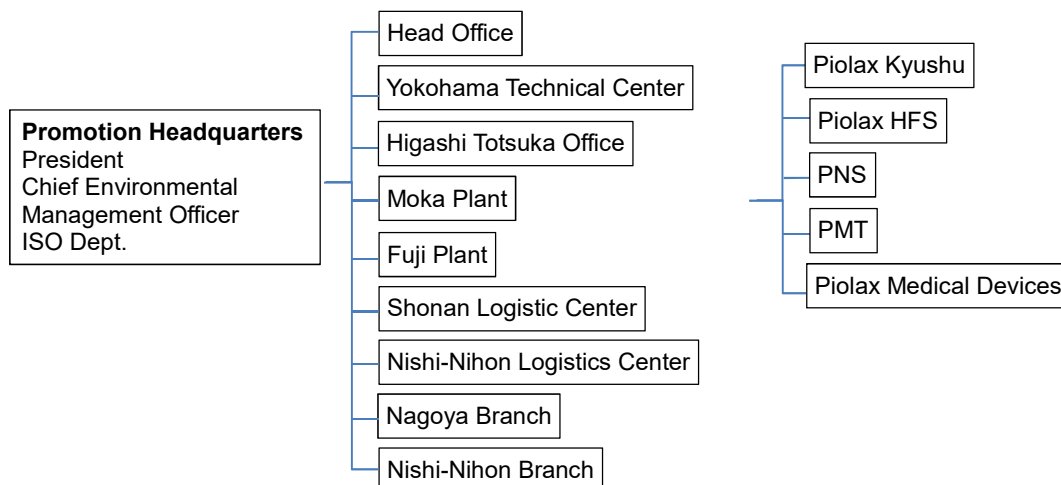 Promotion Headquarters
President
Chief Environmental
Management Officer
ISO Dept.
Head Office
Yokohama Technical Center
Higashi Totsuka Office
Moka Plant
Fuji Plant
Shonan Logistic Center
Nishi-Nihon Logistics Center
Nagoya Branch
Nishi-Nihon Branch
Piolax Kyushu
Piolax HFS
PNS
PMT
Piolax Medical Devices